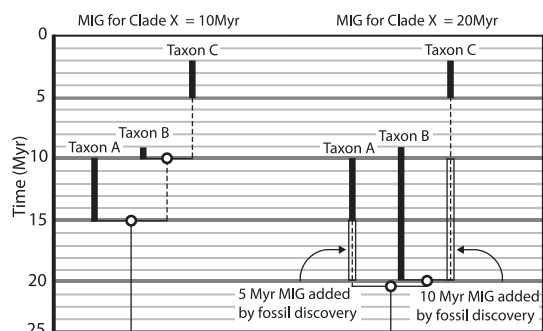 MIG for Clade X = 10Myr
MIG for Clade X = 20Myr
Time (Myr)
0
5
10
15
20
25
Taxon C
Taxon B
Taxon A
Taxon C
Taxon B
Taxon A
5 Myr MIG added
by fossil discovery
10 Myr MIG added
by fossil discovery